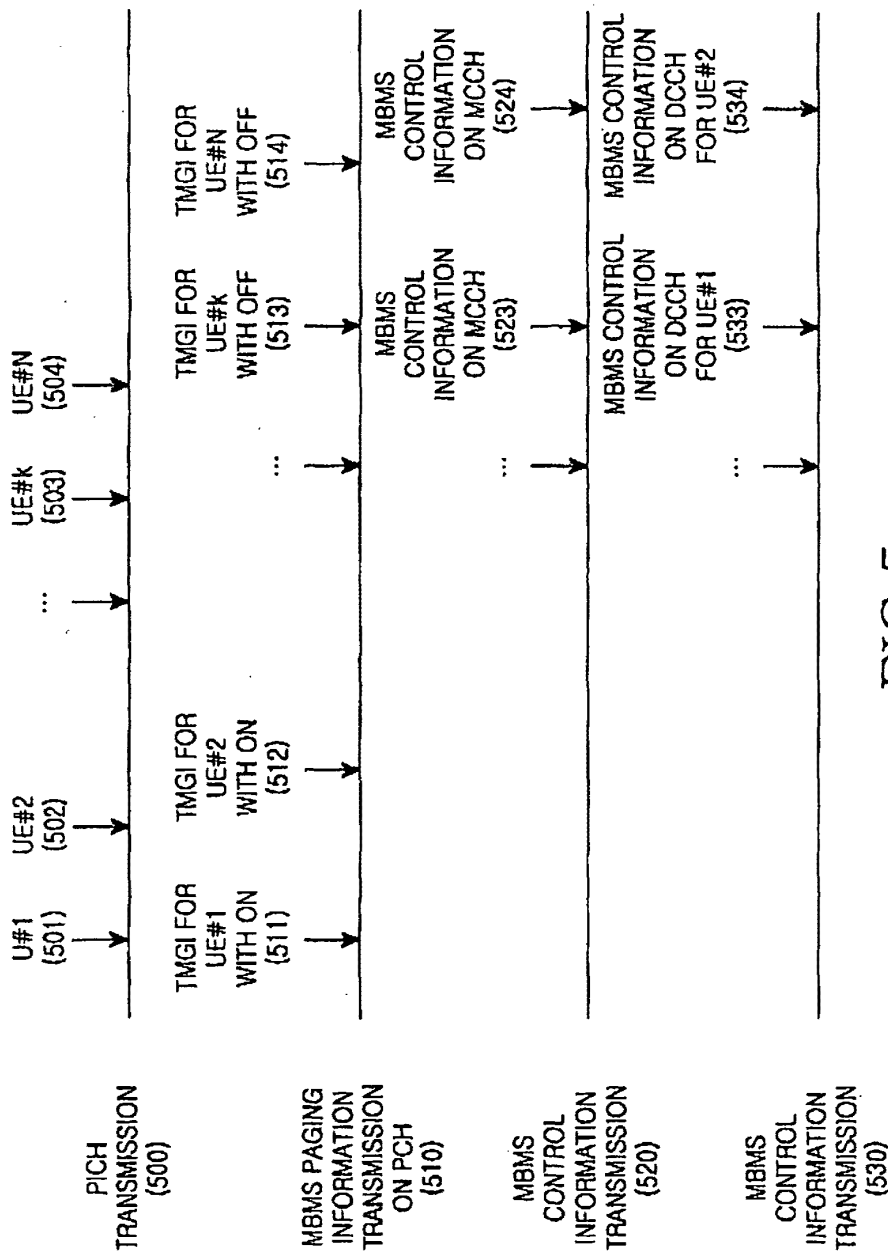 PICH
TRANSMISSION
(500)
U#1
(501)
UE#2
(502)
...
UE#k
(503)
UE#N
(504)
MBMS PAGING
INFORMATION
TRANSMISSION
ON PCH
(510)
TMGI FOR
UE#1
WITH ON
(511)
TMGI FOR
UE#2
WITH ON
(512)
...
TMGI FOR
UE#k
WITH OFF
(513)
TMGI FOR
UE#N
WITH OFF
(514)
MBMS
CONTROL
INFORMATION
TRANSMISSION
(520)
...
MBMS
CONTROL
INFORMATION
ON MCCH
(523)
MBMS
CONTROL
INFORMATION
ON MCCH
(524)
MBMS
CONTROL
INFORMATION
TRANSMISSION
(530)
...
MBMS CONTROL
INFORMATION
ON DCCH
FOR UE#1
(533)
MBMS CONTROL
INFORMATION
ON DCCH
FOR UE#2
(534)
FIG. 5